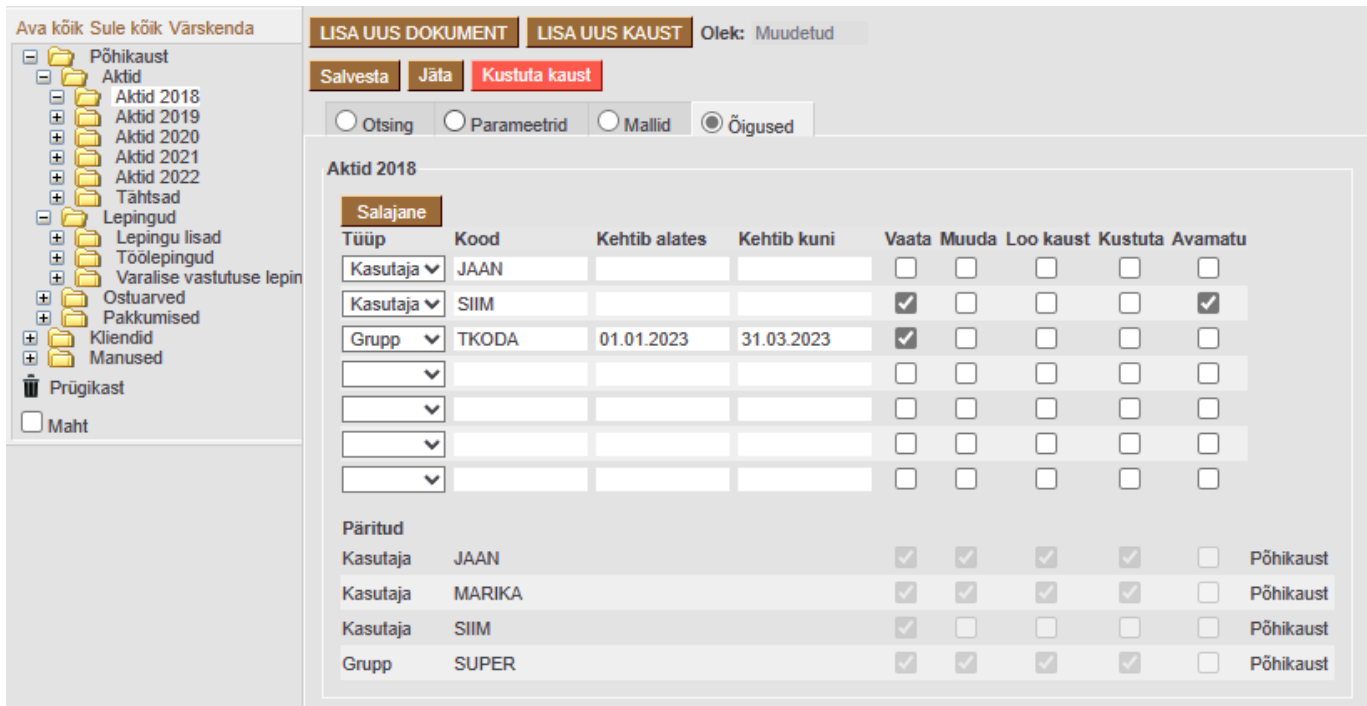 Ava kõik Sule kõik Värskenda
Põhikaust
Aktid
Aktid 2018
Aktid 2019
Aktid 2020
Aktid 2021
Aktid 2022
Tähtsad
Lepingud
Lepingu lisad
Töölepingud
Varalise vastutuse lepin
Ostuarved
Pakkumised
Kliendid
Manused
Prügikast
Maht
LISA UUS DOKUMENT LISA UUS KAUST Olek: Muudetud
Salvesta Jäta Kustuta kaust
Otsing Parameetrid Mallid Õigused
Aktid 2018
Salajane
Tüüp Kood Kehtib alates Kehtib kuni Vaata Muuda Loo kaust Kustuta Avamatu
Kasutaja JAAN
Kasutaja SIIM
Grupp TKODA 01.01.2023 31.03.2023
Päritud
Kasutaja JAAN Põhikaust
Kasutaja MARIKA Põhikaust
Kasutaja SIIM Põhikaust
Grupp SUPER Põhikaust